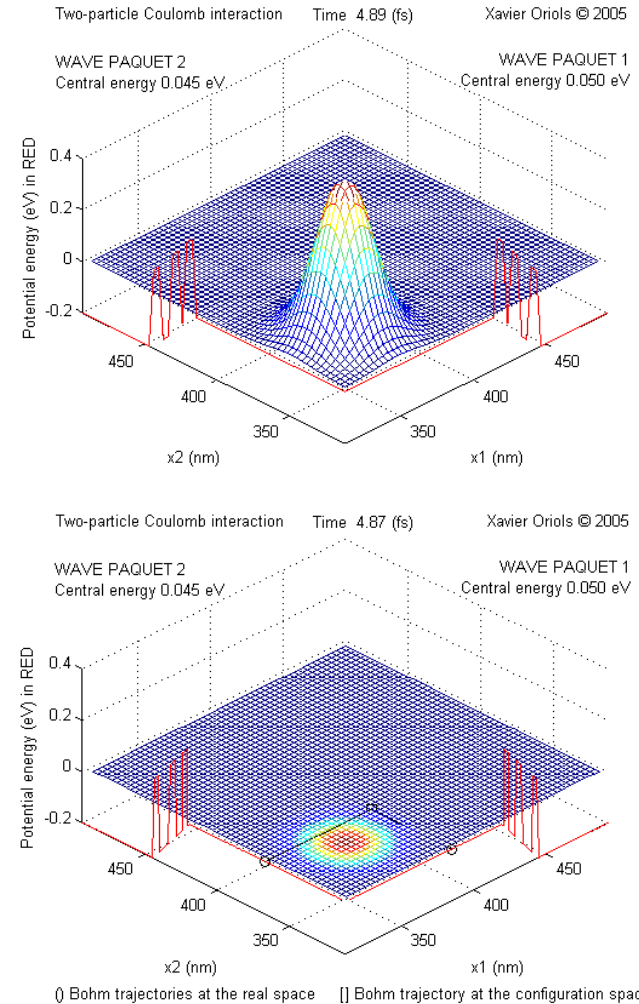 Two-particle Coulomb interaction Time 4.89 (fs) Xavier Oriols © 2005
WAVE PAQUET 2 WAVE PAQUET 1
Central energy 0.045 eV Central energy 0.050 eV
Potential energy (eV) in RED
0.4
0.2
0
-0.2
450 450
400 400
350 350
x2 (nm) x1 (nm)
Two-particle Coulomb interaction Time 4.87 (fs) Xavier Oriols © 2005
WAVE PAQUET 2 WAVE PAQUET 1
Central energy 0.045 eV Central energy 0.050 eV
Potential energy (eV) in RED
0.4
0.2
0
-0.2
450 450
400 400
350 350
x2 (nm) x1 (nm)
() Bohm trajectories at the real space [] Bohm trajectory at the configuration spac